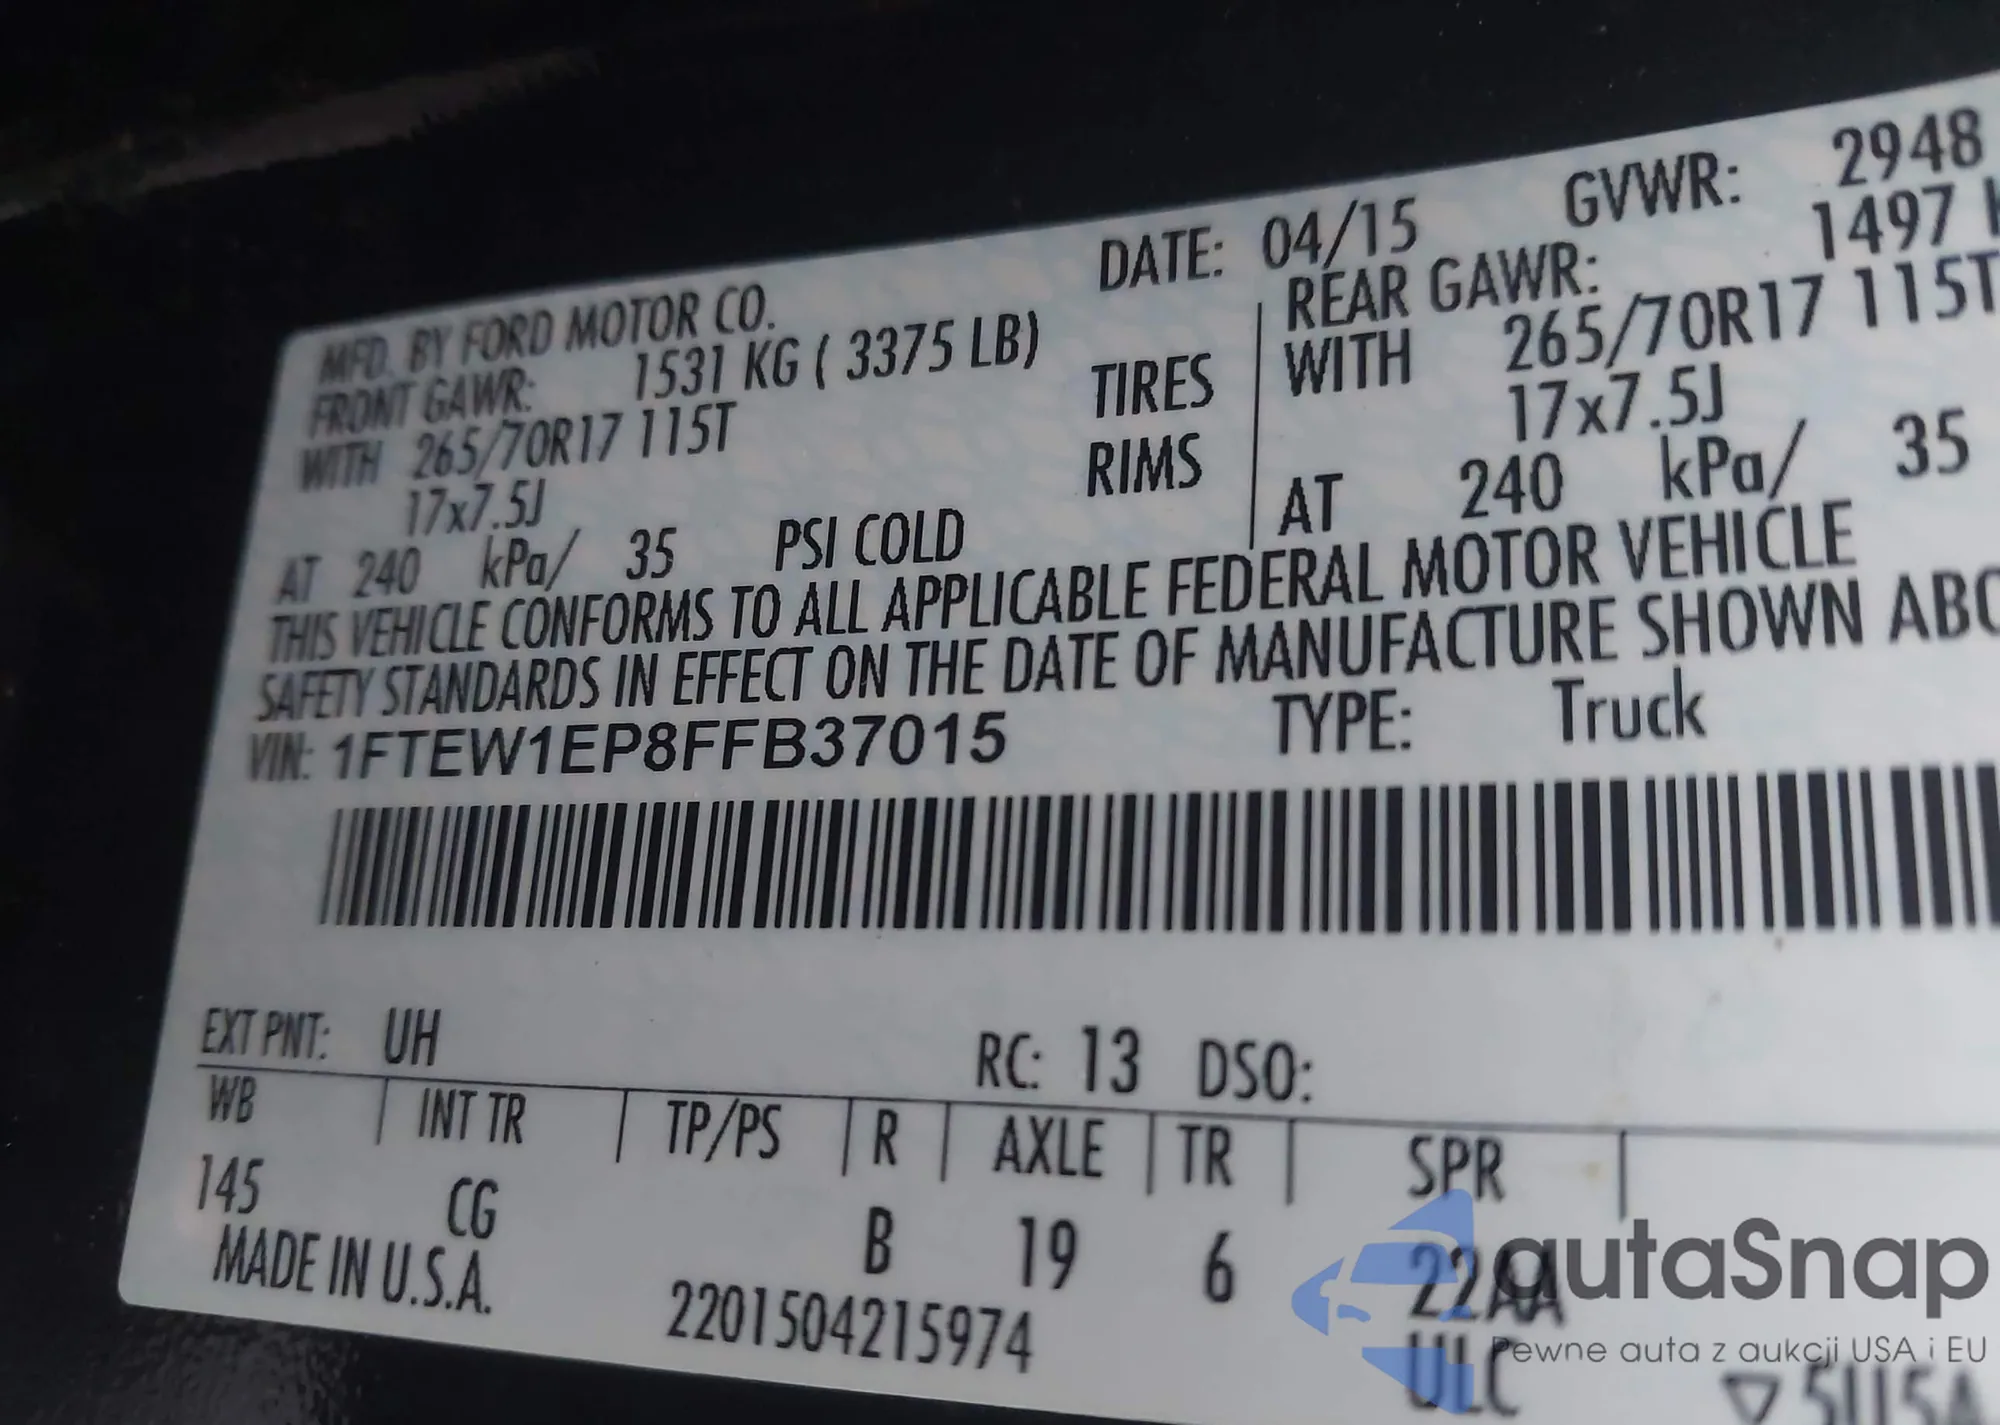 MFD. BY FORD MOTOR CO.
DATE: 04/15
GVWR: 2948
FRONT GAWR: 1531 KG ( 3375 LB)
REAR GAWR: 1497
WITH 265/70R17 115T
TIRES
WITH 265/70R17 115T
17x7.5J
RIMS
17x7.5J
AT 240 kPa/ 35 PSI COLD
AT 240 kPa/ 35
THIS VEHICLE CONFORMS TO ALL APPLICABLE FEDERAL MOTOR VEHICLE
SAFETY STANDARDS IN EFFECT ON THE DATE OF MANUFACTURE SHOWN
VIN: 1FTEW1EP8FFB37015
TYPE: Truck
EXT PNT: UH
RC: 13 DSO:
WB | INT TR | TP/PS | R | AXLE | TR | SPR |
145 CG B 19 6 22AA
MADE IN U.S.A.
2201504215974
ULC
autaSnap
Pewne auta z aukcji USA i EU